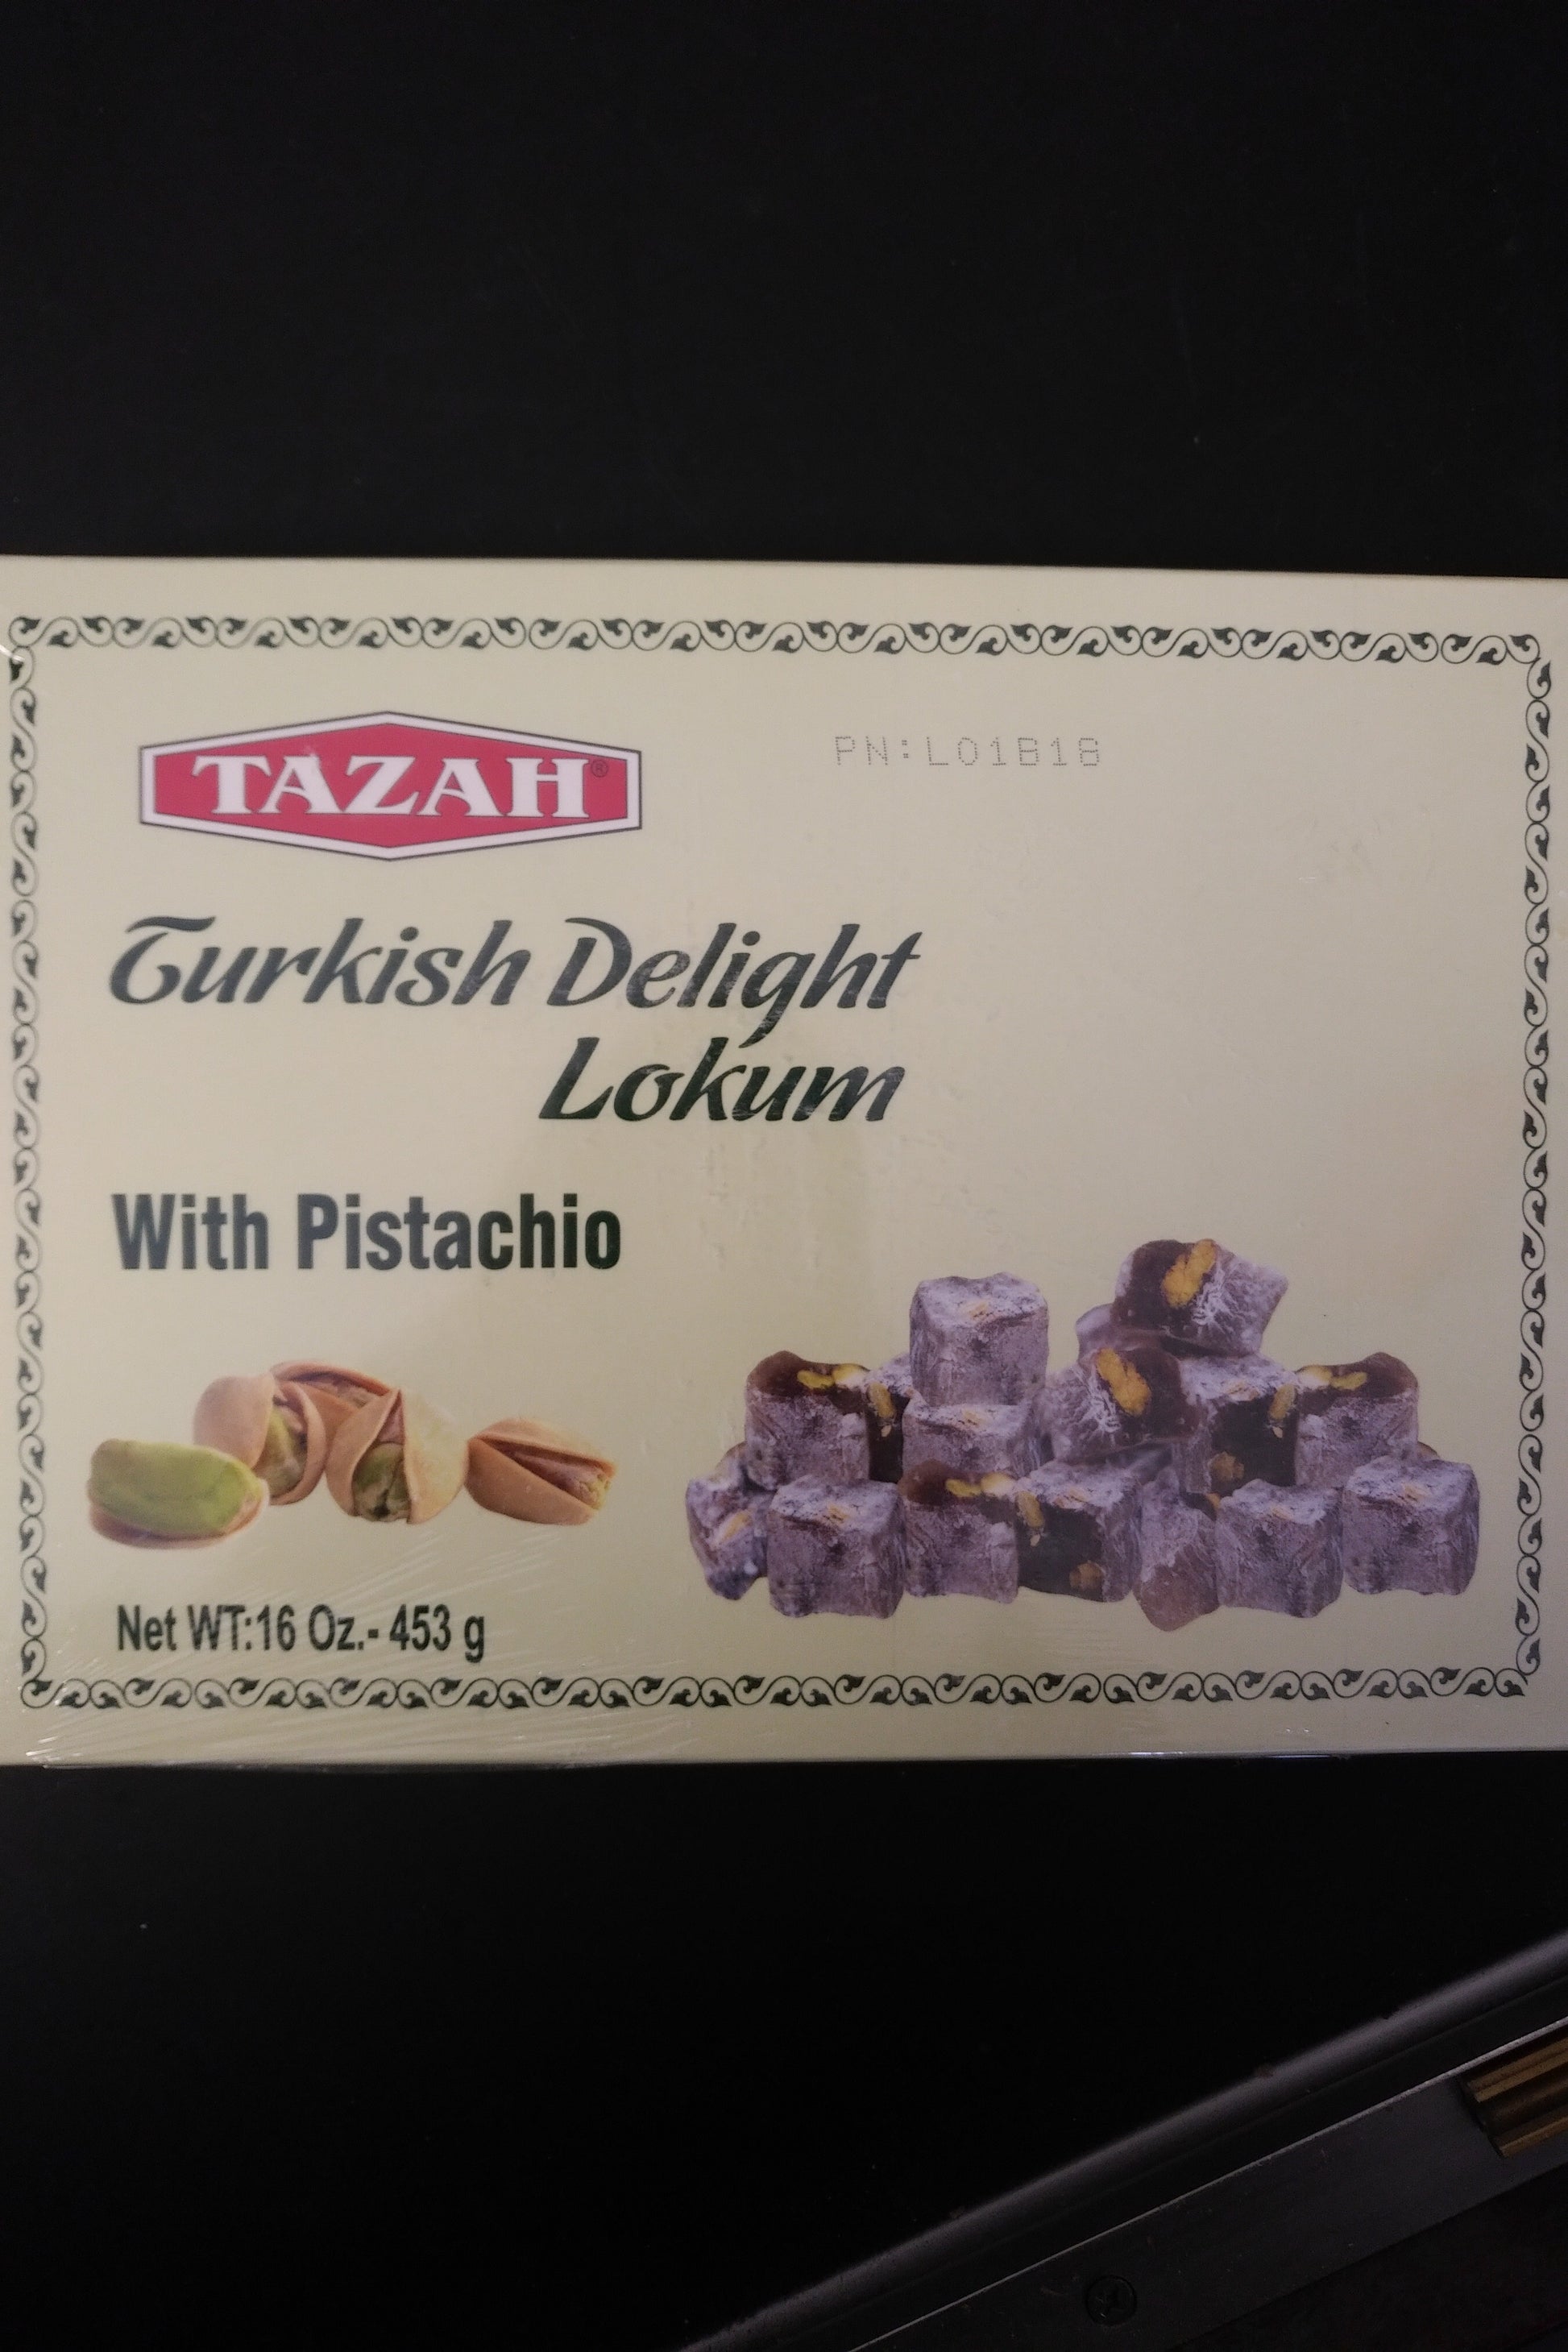 TAZAH®
PN:L01B18
Turkish Delight
Lokum
With Pistachio
Net WT:16 Oz.- 453 g